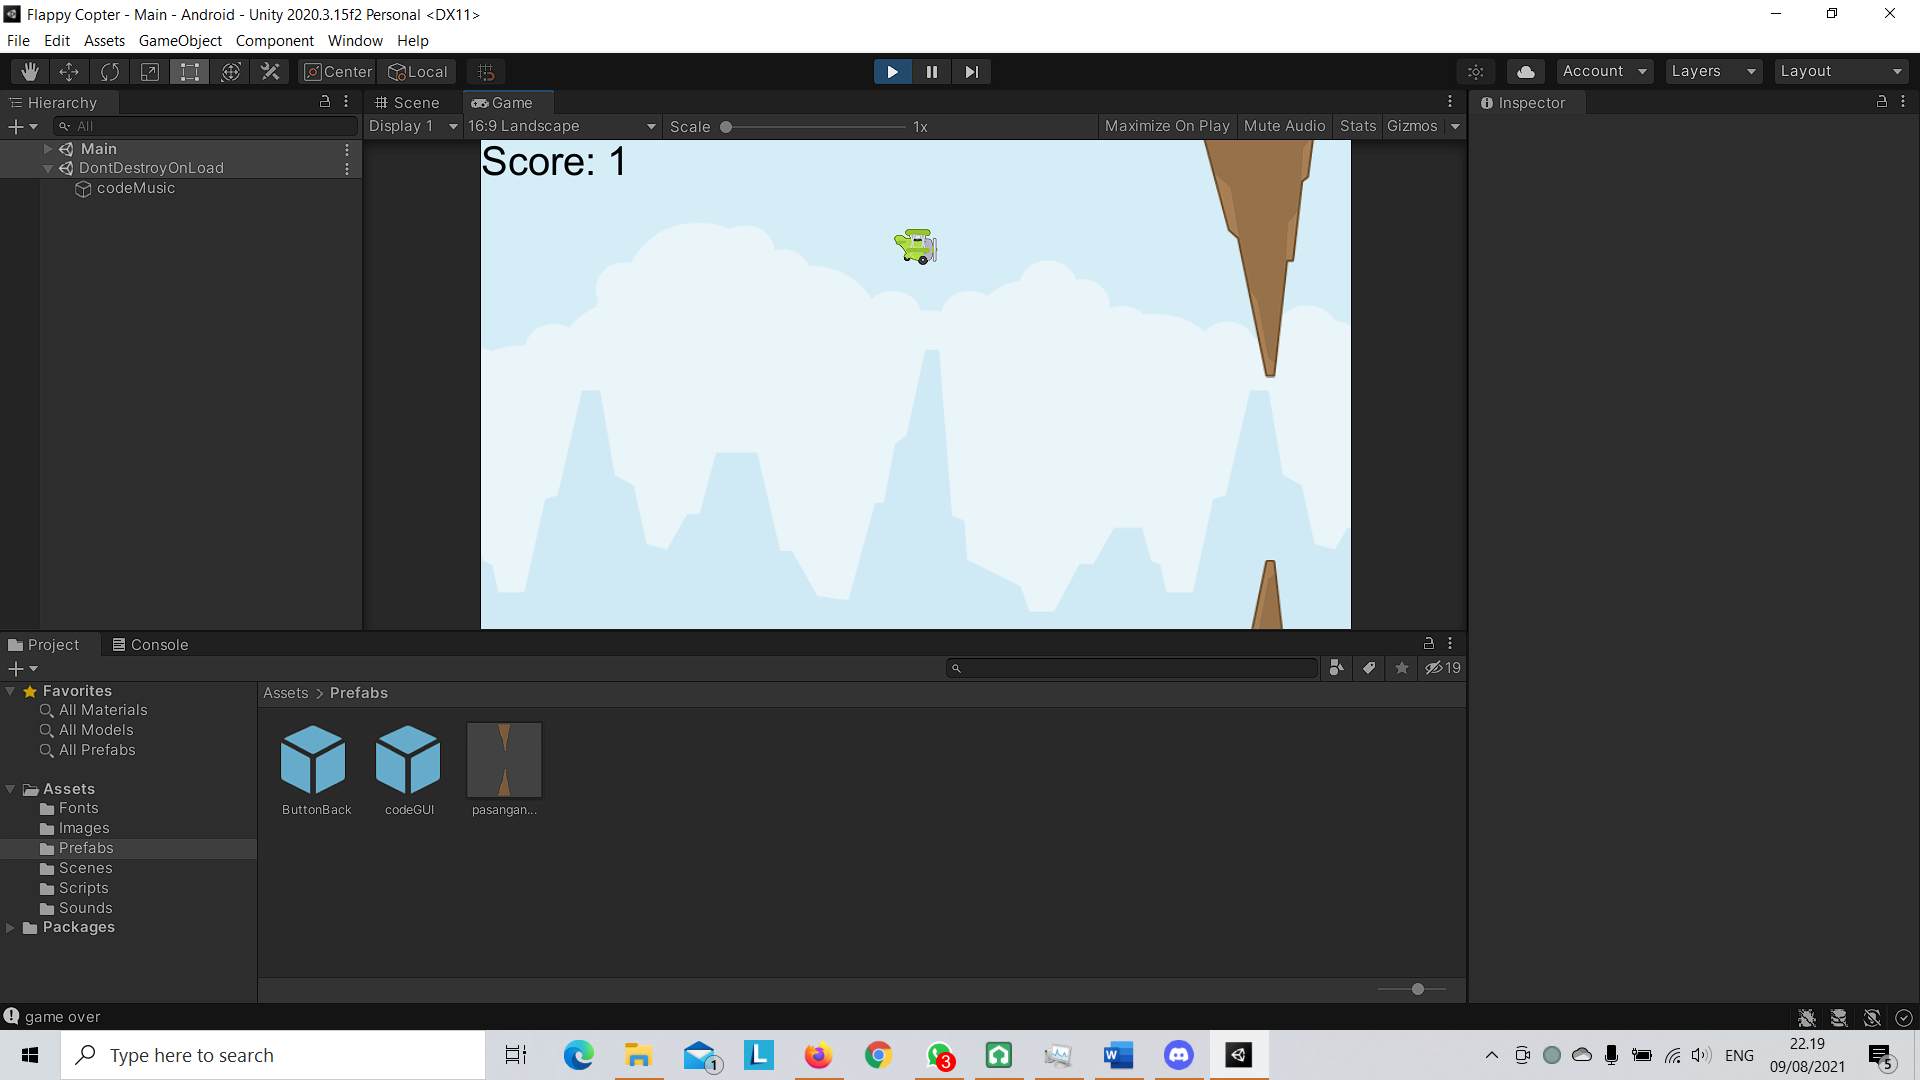 Flappy Copter - Main - Android - Unity 2020.3.15f2 Personal <DX11>
File Edit Assets GameObject Component Window Help
Center Local Account Layers Layout
Hierarchy Scene Game Inspector
All Display 1 16:9 Landscape Scale 1x Maximize On Play Mute Audio Stats Gizmos
Main
DontDestroyOnLoad
codeMusic
Score: 1
Project Console
19
Favorites
All Materials
All Models
All Prefabs
Assets
Fonts
Images
Prefabs
Scenes
Scripts
Sounds
Packages
Assets > Prefabs
ButtonBack codeGUI pasangan...
game over
Type here to search
L
1
3
W
ENG
22.19
09/08/2021
5